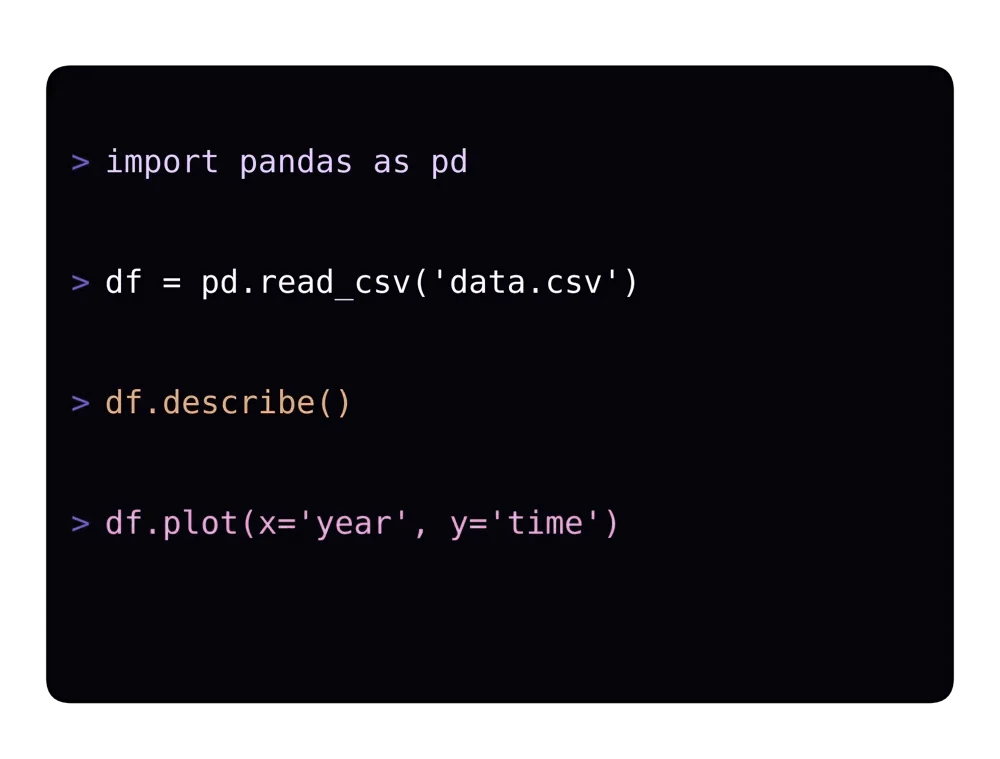 > import pandas as pd
> df = pd.read_csv('data.csv')
> df.describe()
> df.plot(x='year', y='time')